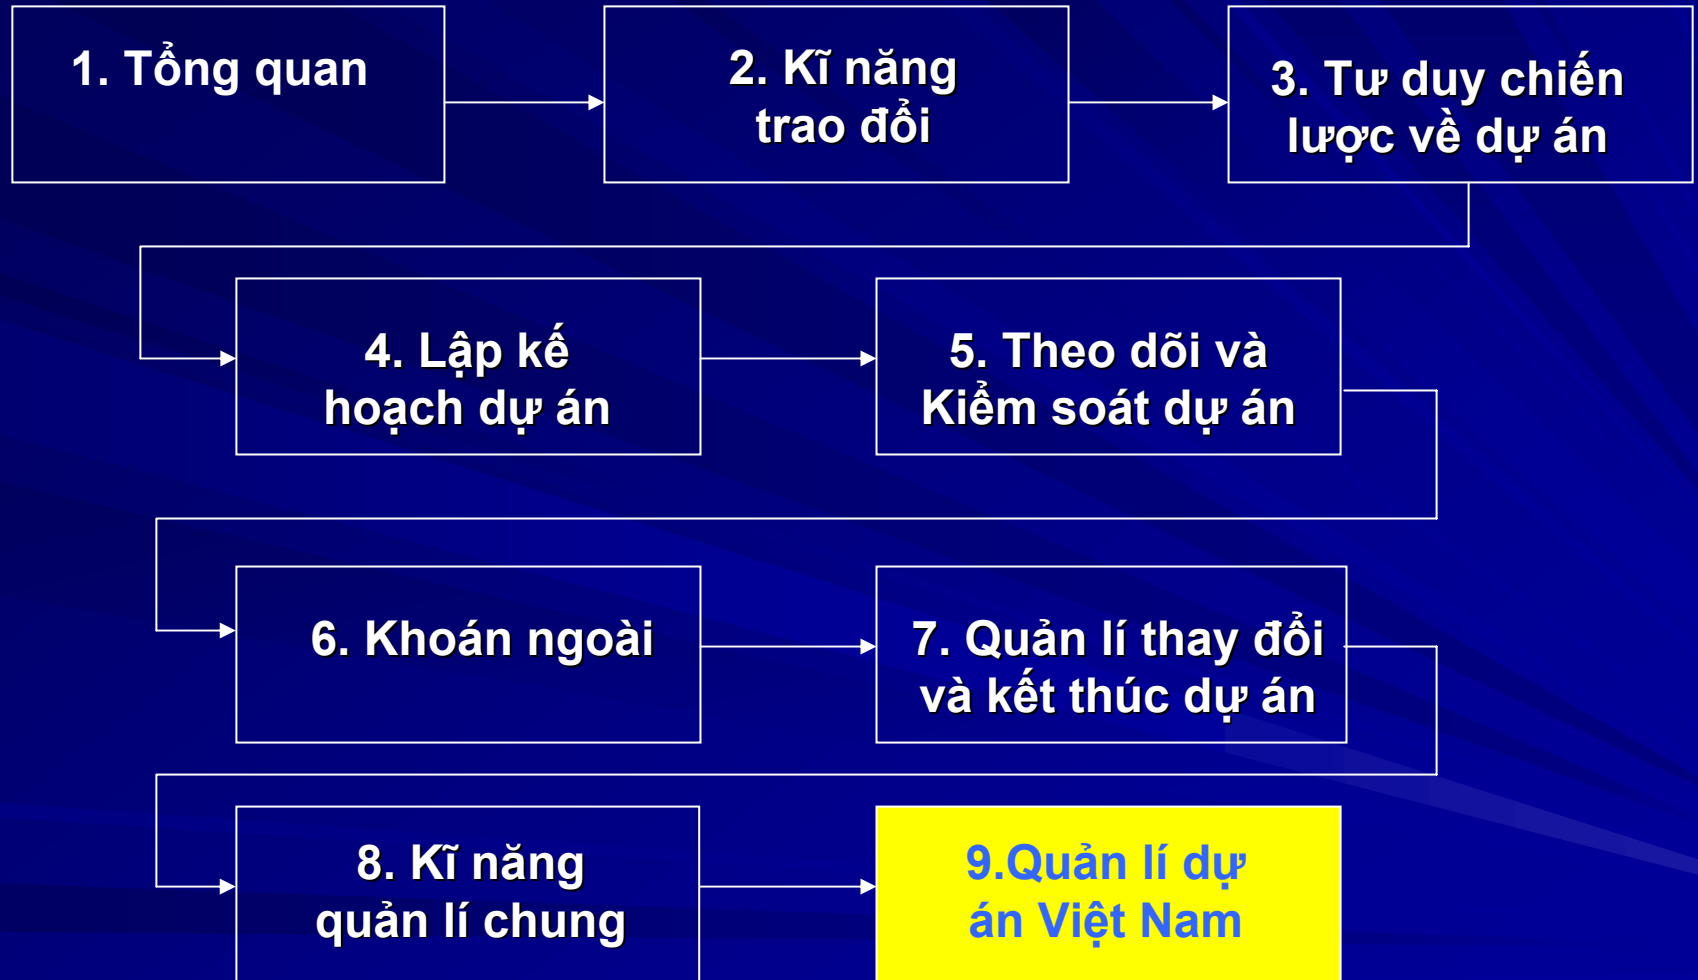 1. Tổng quan
2. Kĩ năng
trao đổi
3. Tư duy chiến
lược về dự án
4. Lập kế
hoạch dự án
5. Theo dõi và
Kiểm soát dự án
6. Khoán ngoài
7. Quản lí thay đổi
và kết thúc dự án
8. Kĩ năng
quản lí chung
9.Quản lí dự
án Việt Nam